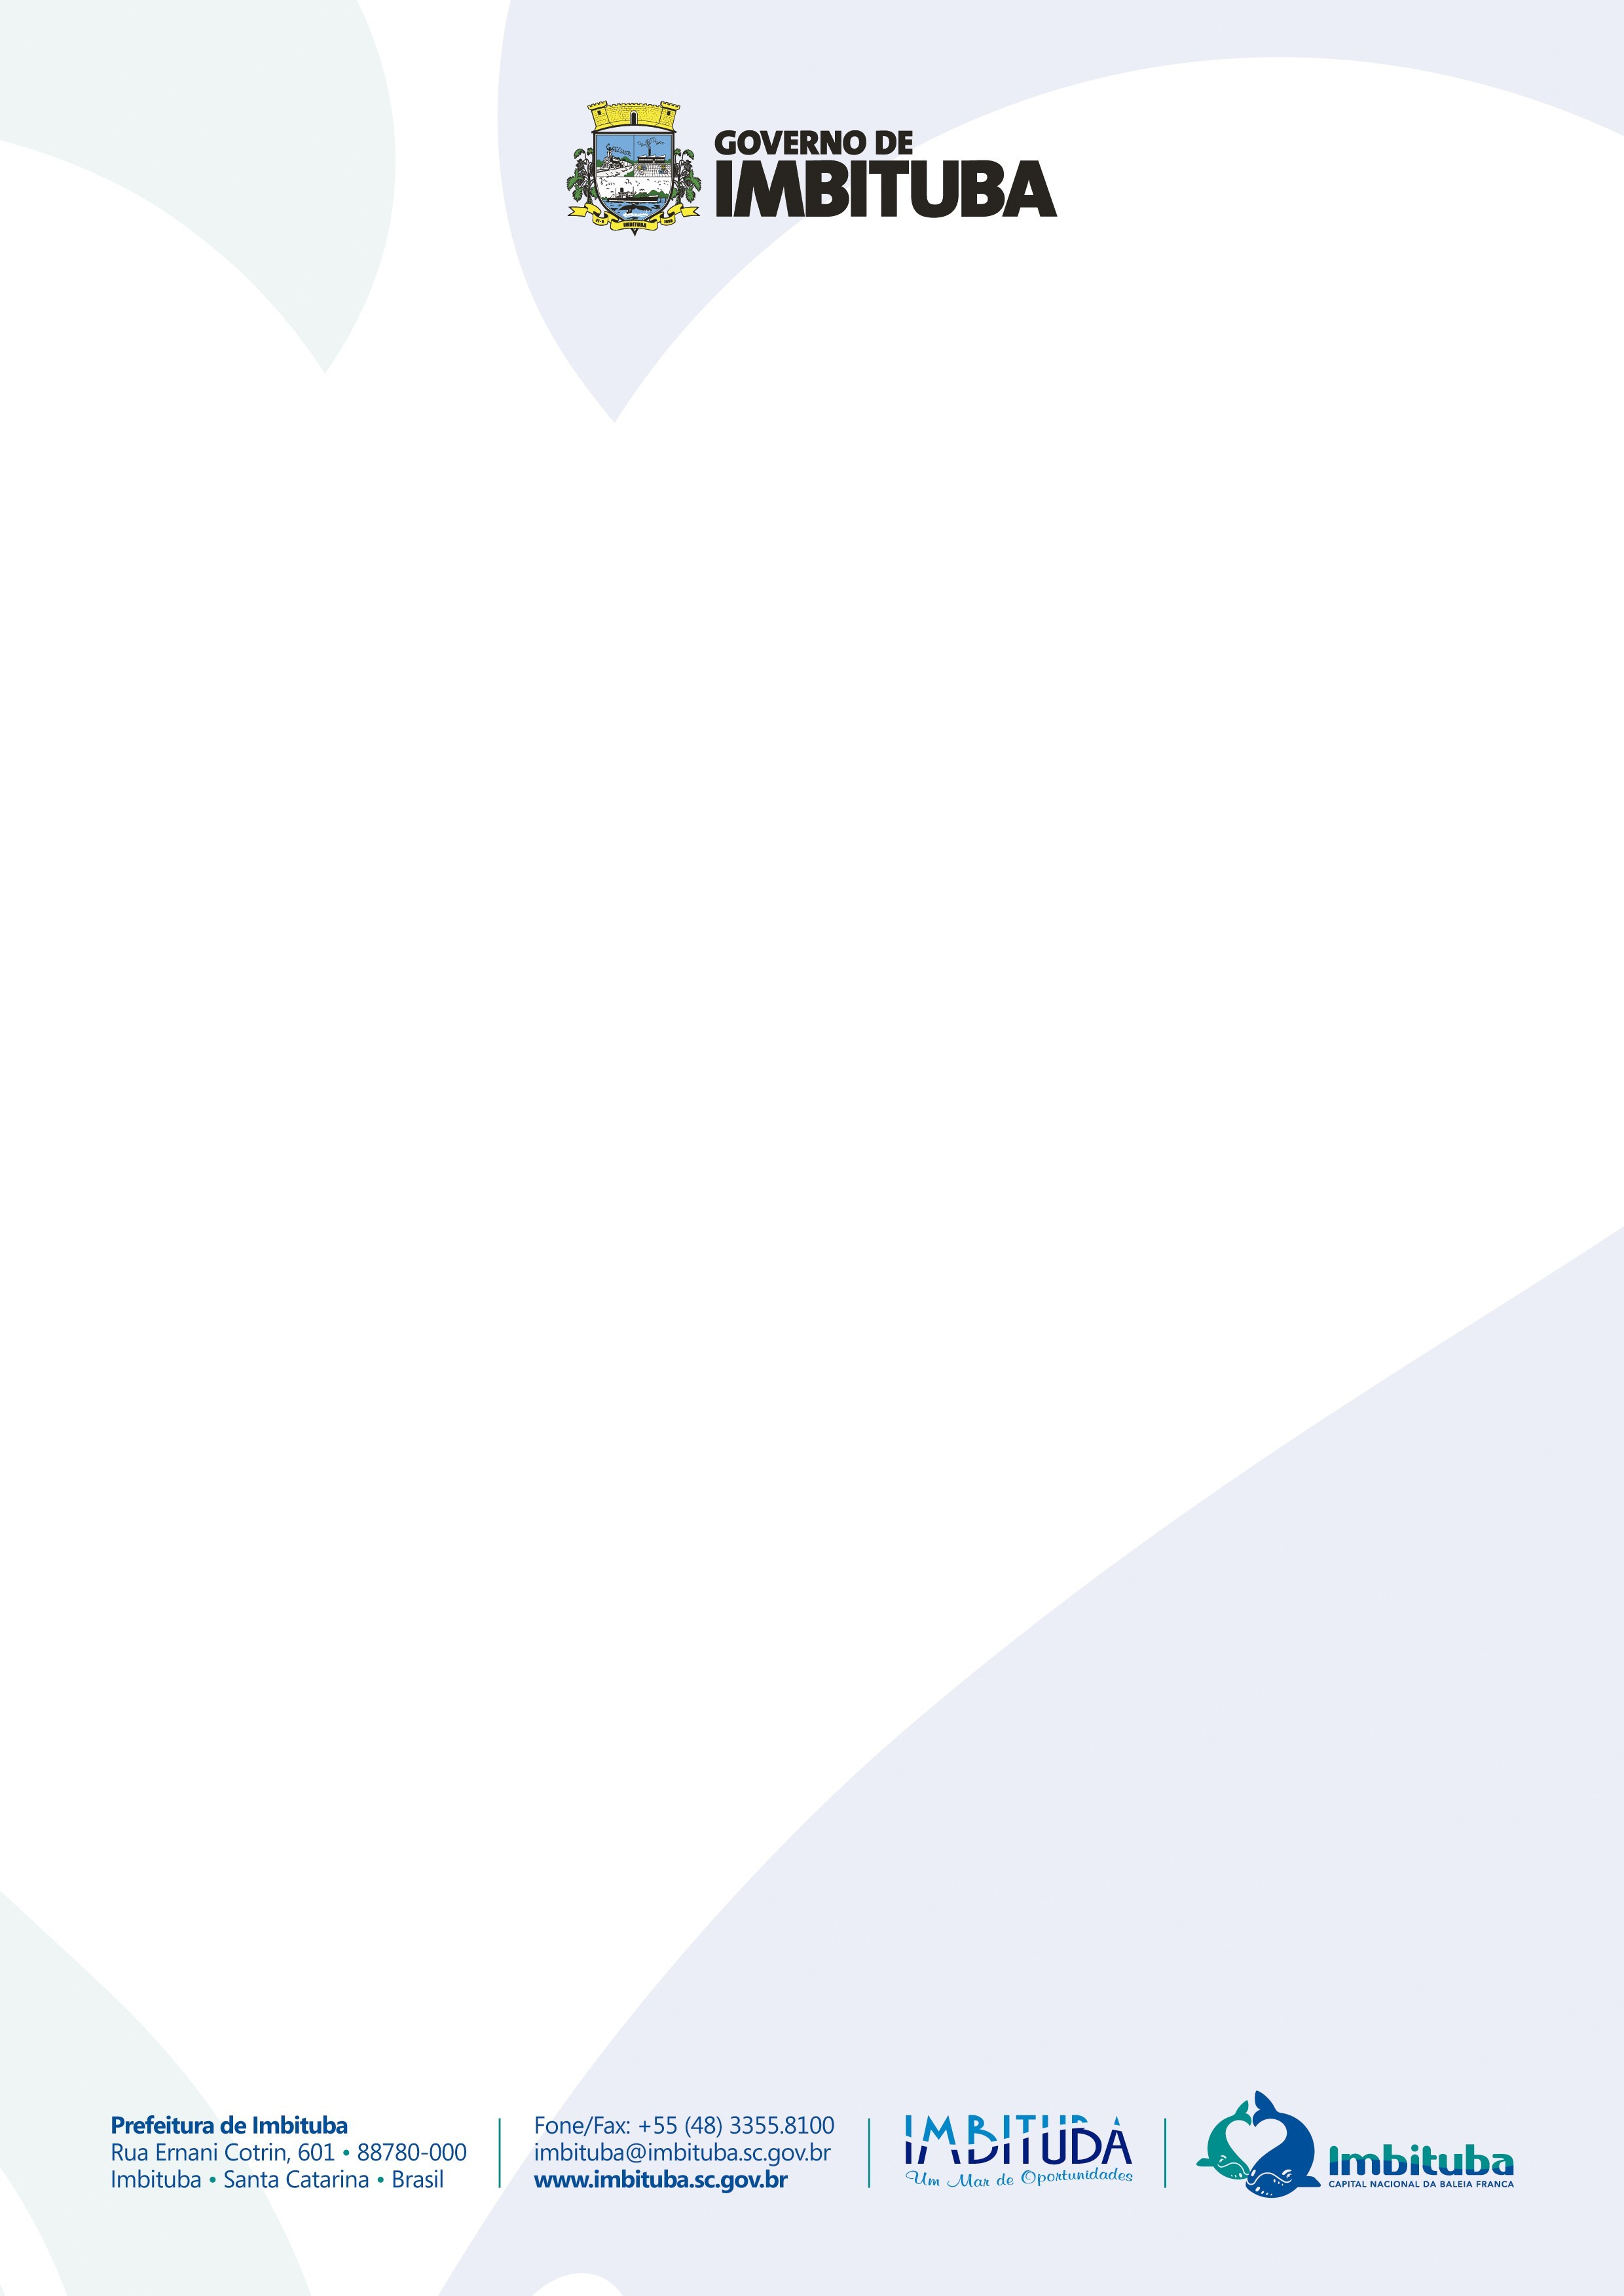 GOVERNO DE
IMBITUBA
IMBITUBA
Prefeitura de Imbituba
Rua Ernani Cotrin, 601 • 88780-000
Imbituba • Santa Catarina • Brasil
Fone/Fax: +55 (48) 3355.8100
imbituba@imbituba.sc.gov.br
www.imbituba.sc.gov.br
IMBITUBA
Um Mar de Oportunidades
Imbituba
CAPITAL NACIONAL DA BALEIA FRANCA